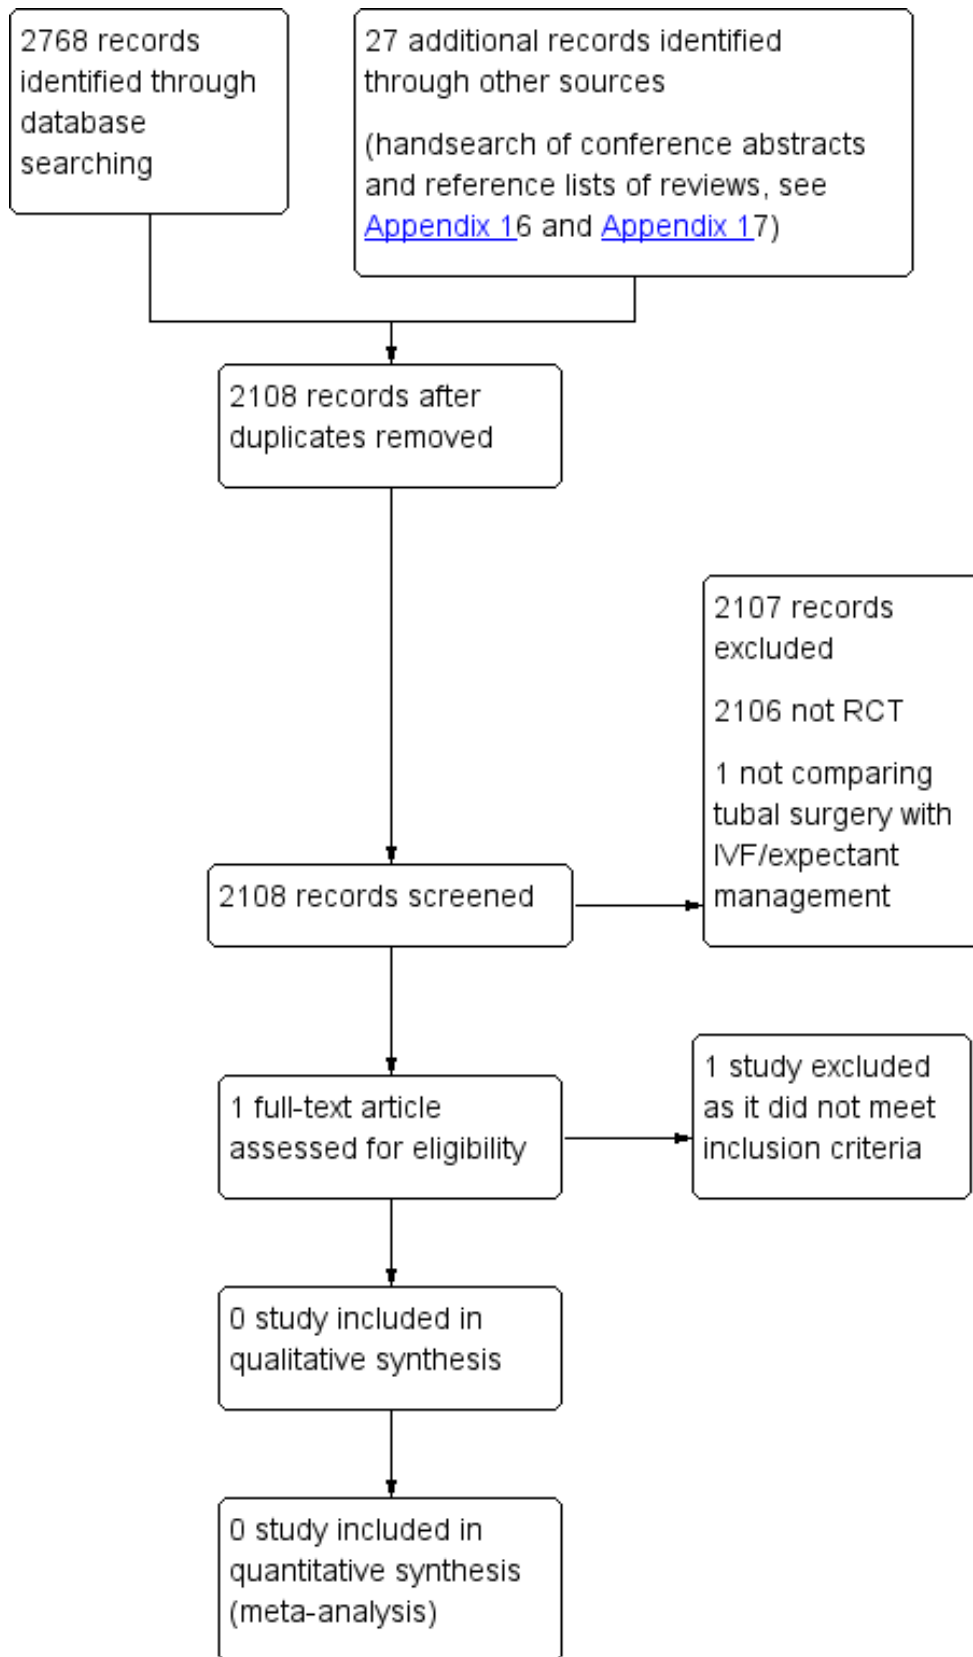 2768 records
identified through
database
searching
27 additional records identified
through other sources
(handsearch of conference abstracts
and reference lists of reviews, see
Appendix 16 and Appendix 17)
2108 records after
duplicates removed
2107 records
excluded
2106 not RCT
1 not comparing
tubal surgery with
IVF/expectant
management
2108 records screened
1 full-text article
assessed for eligibility
1 study excluded
as it did not meet
inclusion criteria
0 study included in
qualitative synthesis
0 study included in
quantitative synthesis
(meta-analysis)